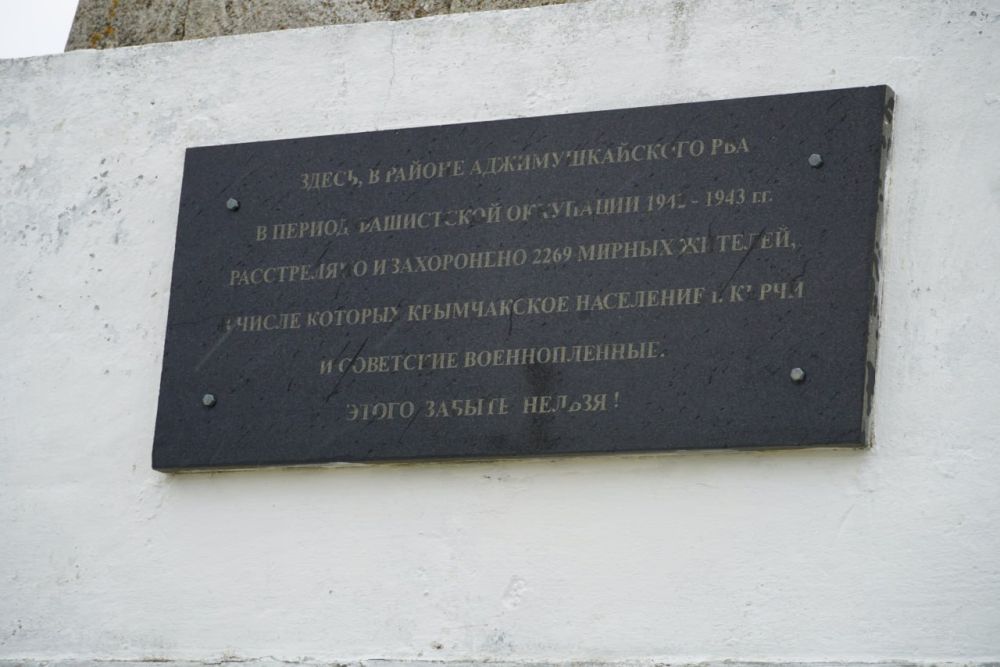 ЗДЕСЬ, В РАЙОНЕ АДЖИМУШКАЙСКОГО РВА
В ПЕРИОД ФАШИСТСКОЙ ОККУПАЦИИ 1942 - 1943 гг.
РАССТРЕЛЯНО И ЗАХОРОНЕНО 2269 МИРНЫХ ЖИТЕЛЕЙ,
В ЧИСЛЕ КОТОРЫХ КРЫМЧАКСКОЕ НАСЕЛЕНИЕ г. КЕРЧИ
И СОВЕТСКИЕ ВОЕННОПЛЕННЫЕ.
ЭТОГО ЗАБЫТЬ НЕЛЬЗЯ !